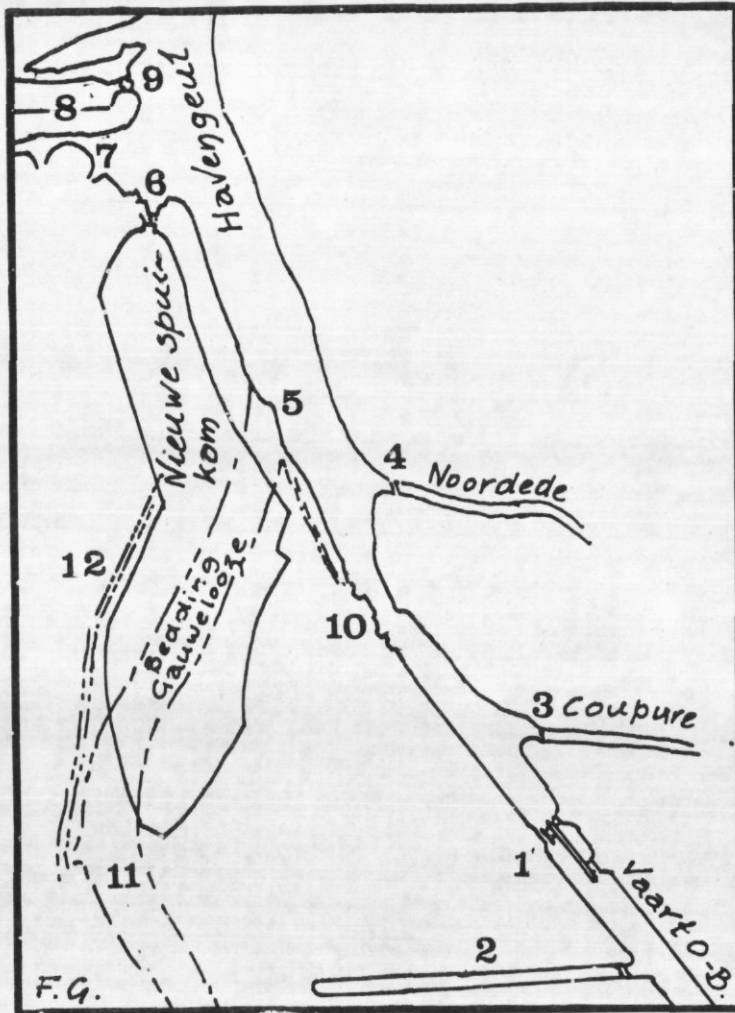 9
8
7
6
Havengeul
Nieuwe spui-
kom
5
4
Noordede
12
Bedding
Gauwelooze
10
3 Coupure
11
1
Vaart O-B.
2
F.G.